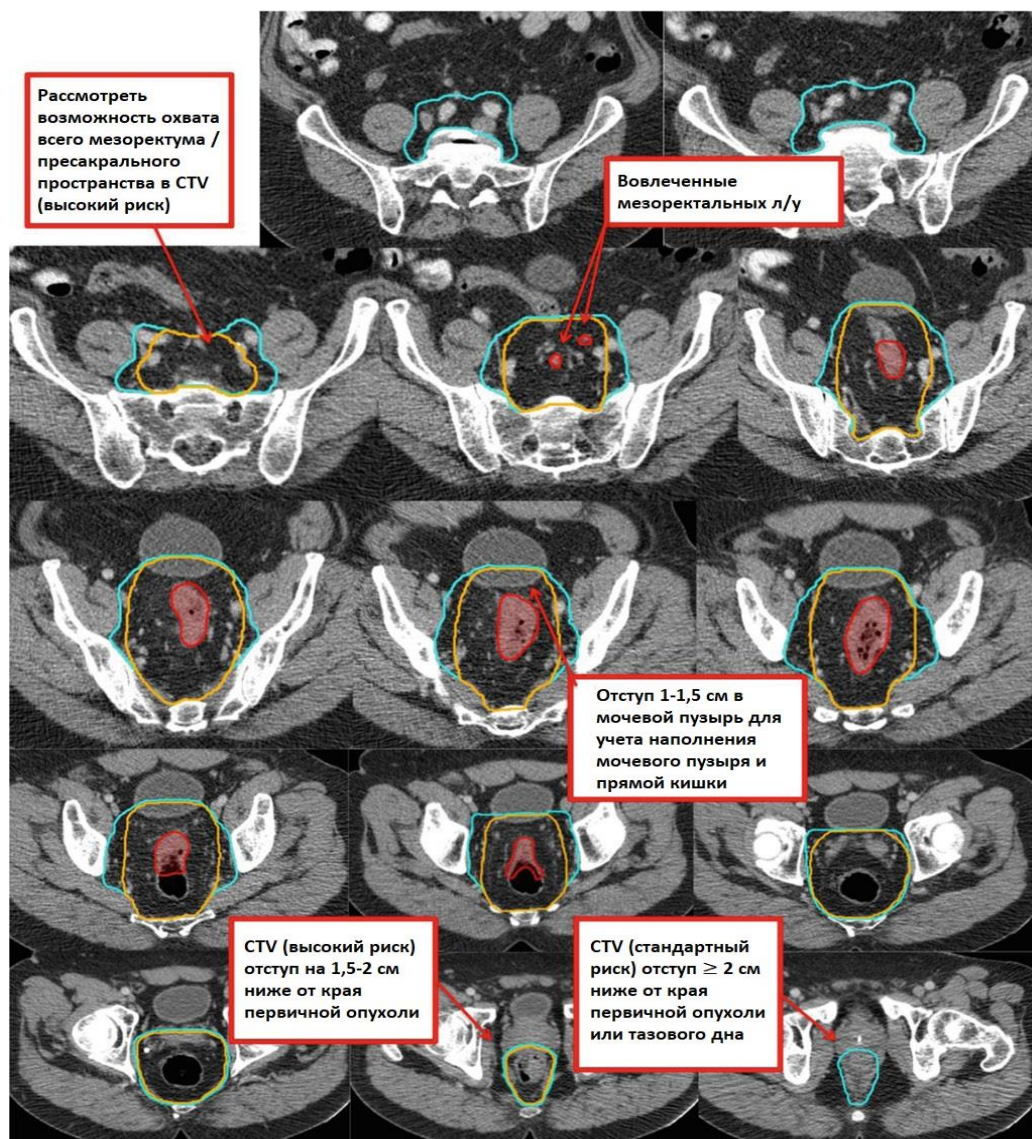 Рассмотреть
возможность охвата
всего мезоректума /
пресакрального
пространства в CTV
(высокий риск)
Вовлеченные
мезоректальных л/у
Отступ 1-1,5 см в
мочевой пузырь для
учета наполнения
мочевого пузыря и
прямой кишки
CTV (высокий риск)
отступ на 1,5-2 см
ниже от края
первичной опухоли
CTV (стандартный
риск) отступ ≥ 2 см
ниже от края
первичной опухоли
или тазового дна